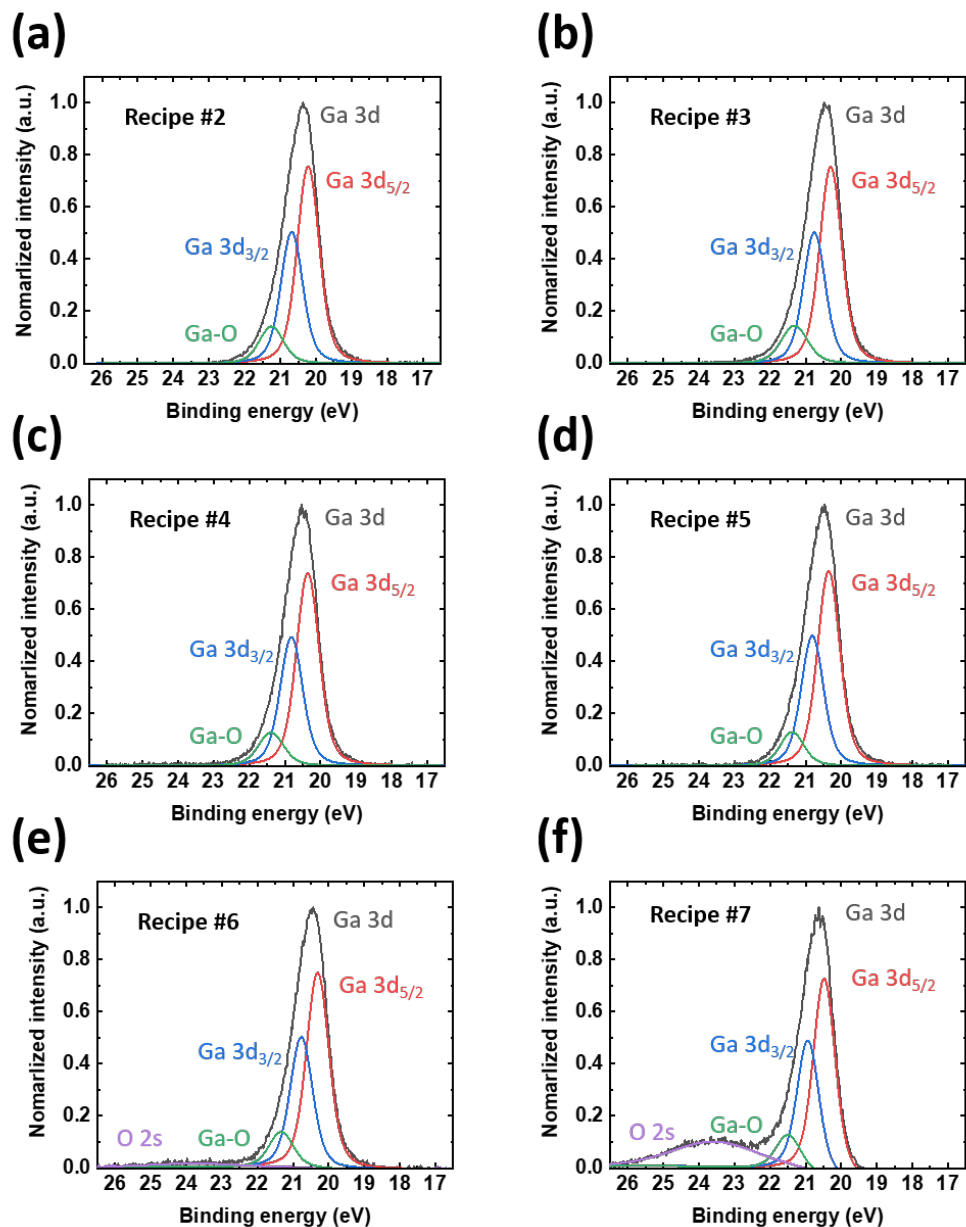 (a)
Nomarlized intensity (a.u.)
1.0
0.8
0.6
0.4
0.2
0.0
Recipe #2
Ga 3d
Ga 3d5/2
Ga 3d3/2
Ga-O
26 25 24 23 22 21 20 19 18 17
Binding energy (eV)
(b)
Nomarlized intensity (a.u.)
1.0
0.8
0.6
0.4
0.2
0.0
Recipe #3
Ga 3d
Ga 3d5/2
Ga 3d3/2
Ga-O
26 25 24 23 22 21 20 19 18 17
Binding energy (eV)
(c)
Nomarlized intensity (a.u.)
1.0
0.8
0.6
0.4
0.2
0.0
Recipe #4
Ga 3d
Ga 3d5/2
Ga 3d3/2
Ga-O
26 25 24 23 22 21 20 19 18 17
Binding energy (eV)
(d)
Nomarlized intensity (a.u.)
1.0
0.8
0.6
0.4
0.2
0.0
Recipe #5
Ga 3d
Ga 3d5/2
Ga 3d3/2
Ga-O
26 25 24 23 22 21 20 19 18 17
Binding energy (eV)
(e)
Nomarlized intensity (a.u.)
1.0
0.8
0.6
0.4
0.2
0.0
Recipe #6
Ga 3d
Ga 3d5/2
Ga 3d3/2
O 2s
Ga-O
26 25 24 23 22 21 20 19 18 17
Binding energy (eV)
(f)
Nomarlized intensity (a.u.)
1.0
0.8
0.6
0.4
0.2
0.0
Recipe #7
Ga 3d
Ga 3d5/2
Ga 3d3/2
O 2s
Ga-O
26 25 24 23 22 21 20 19 18 17
Binding energy (eV)